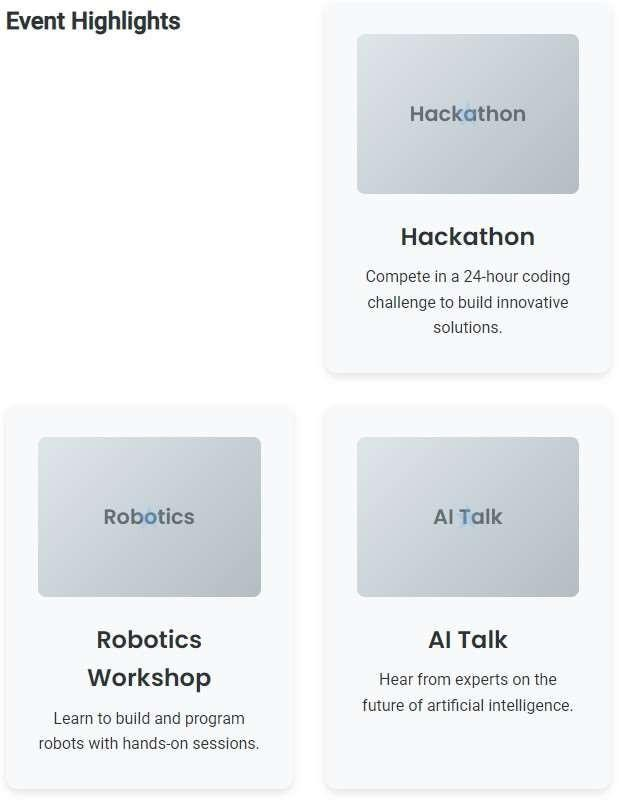 Event Highlights
Hackathon
Hackathon
Compete in a 24-hour coding
challenge to build innovative
solutions.
Robotics
Robotics
Workshop
Learn to build and program
robots with hands-on sessions.
AI Talk
AI Talk
Hear from experts on the
future of artificial intelligence.